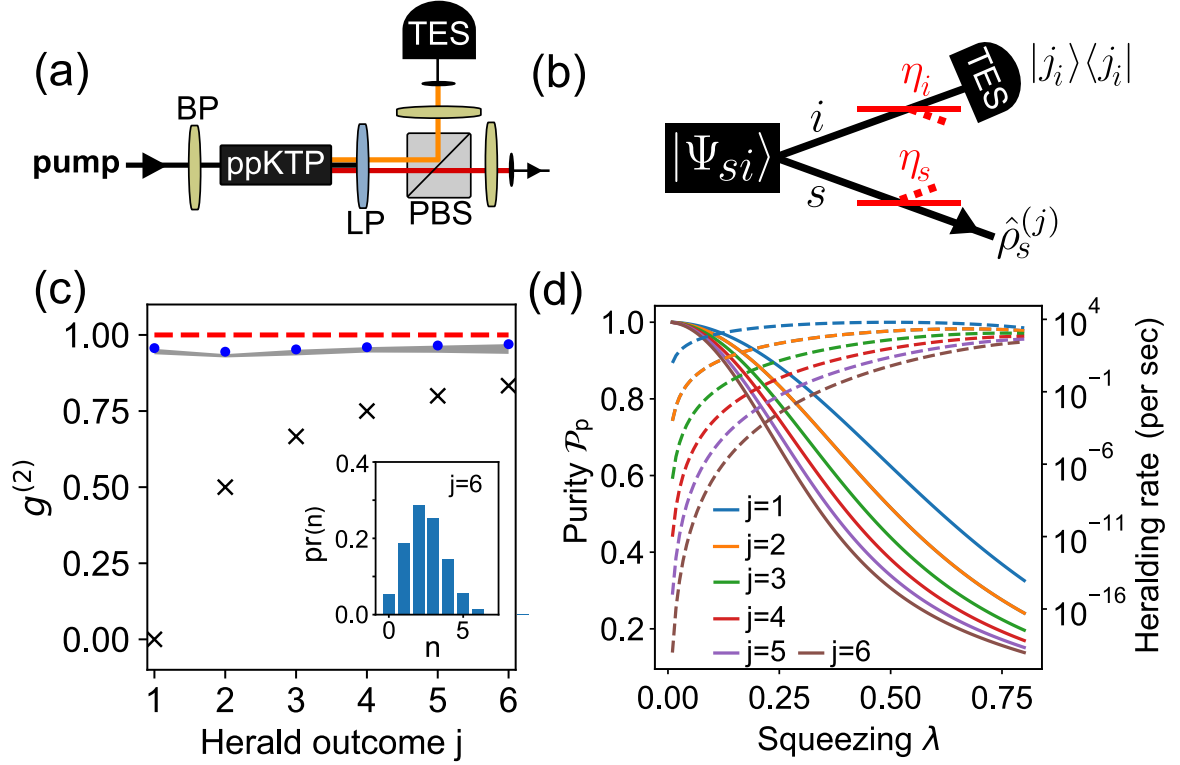 (a)
BP
pump
ppKTP
LP
PBS
TES
(b)
|Ψsi⟩
i
s
ηi
ηs
TES
|ji⟩⟨ji|
ρ̂s(j)
(c)
g(2)
1.00
0.75
0.50
0.25
0.00
1 2 3 4 5 6
Herald outcome j
j=6
pr(n)
0.4
0.2
0.0
0 5
n
(d)
Purity Pp
1.0
0.8
0.6
0.4
0.2
0.00 0.25 0.50 0.75
Squeezing λ
j=1
j=2
j=3
j=4
j=5 j=6
10^4
10^-1
10^-6
10^-11
10^-16
Heralding rate (per sec)